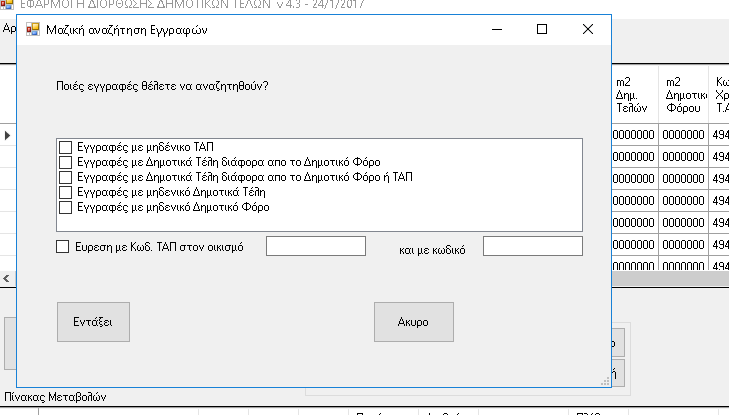 ΕΦΑΡΜΟΓΗ ΔΙΟΡΘΩΣΗΣ ΔΗΜΟΤΙΚΩΝ ΤΕΛΩΝ v 4.3 - 24/1/2017
Αρ
Μαζική αναζήτηση Εγγραφών
Ποιές εγγραφές θέλετε να αναζητηθούν?
Εγγραφές με μηδένικο ΤΑΠ
Εγγραφές με Δημοτικά Τέλη διάφορα απο το Δημοτικό Φόρο
Εγγραφές με Δημοτικά Τέλη διάφορα απο το Δημοτικό Φόρο ή ΤΑΠ
Εγγραφές με μηδενικό Δημοτικά Τέλη
Εγγραφές με μηδενικό Δημοτικό Φόρο
Ευρεση με Κωδ. ΤΑΠ στον οικισμό
και με κωδικό
Εντάξει
Ακυρο
m2 Δημ. Τελών
m2 Δημοτικο Φόρου
Κω Χρ Τ.Α
0000000 0000000 494
0000000 0000000 494
0000000 0000000 494
0000000 0000000 494
0000000 0000000 494
0000000 0000000 494
0000000 0000000 494
Πίνακας Μεταβολών